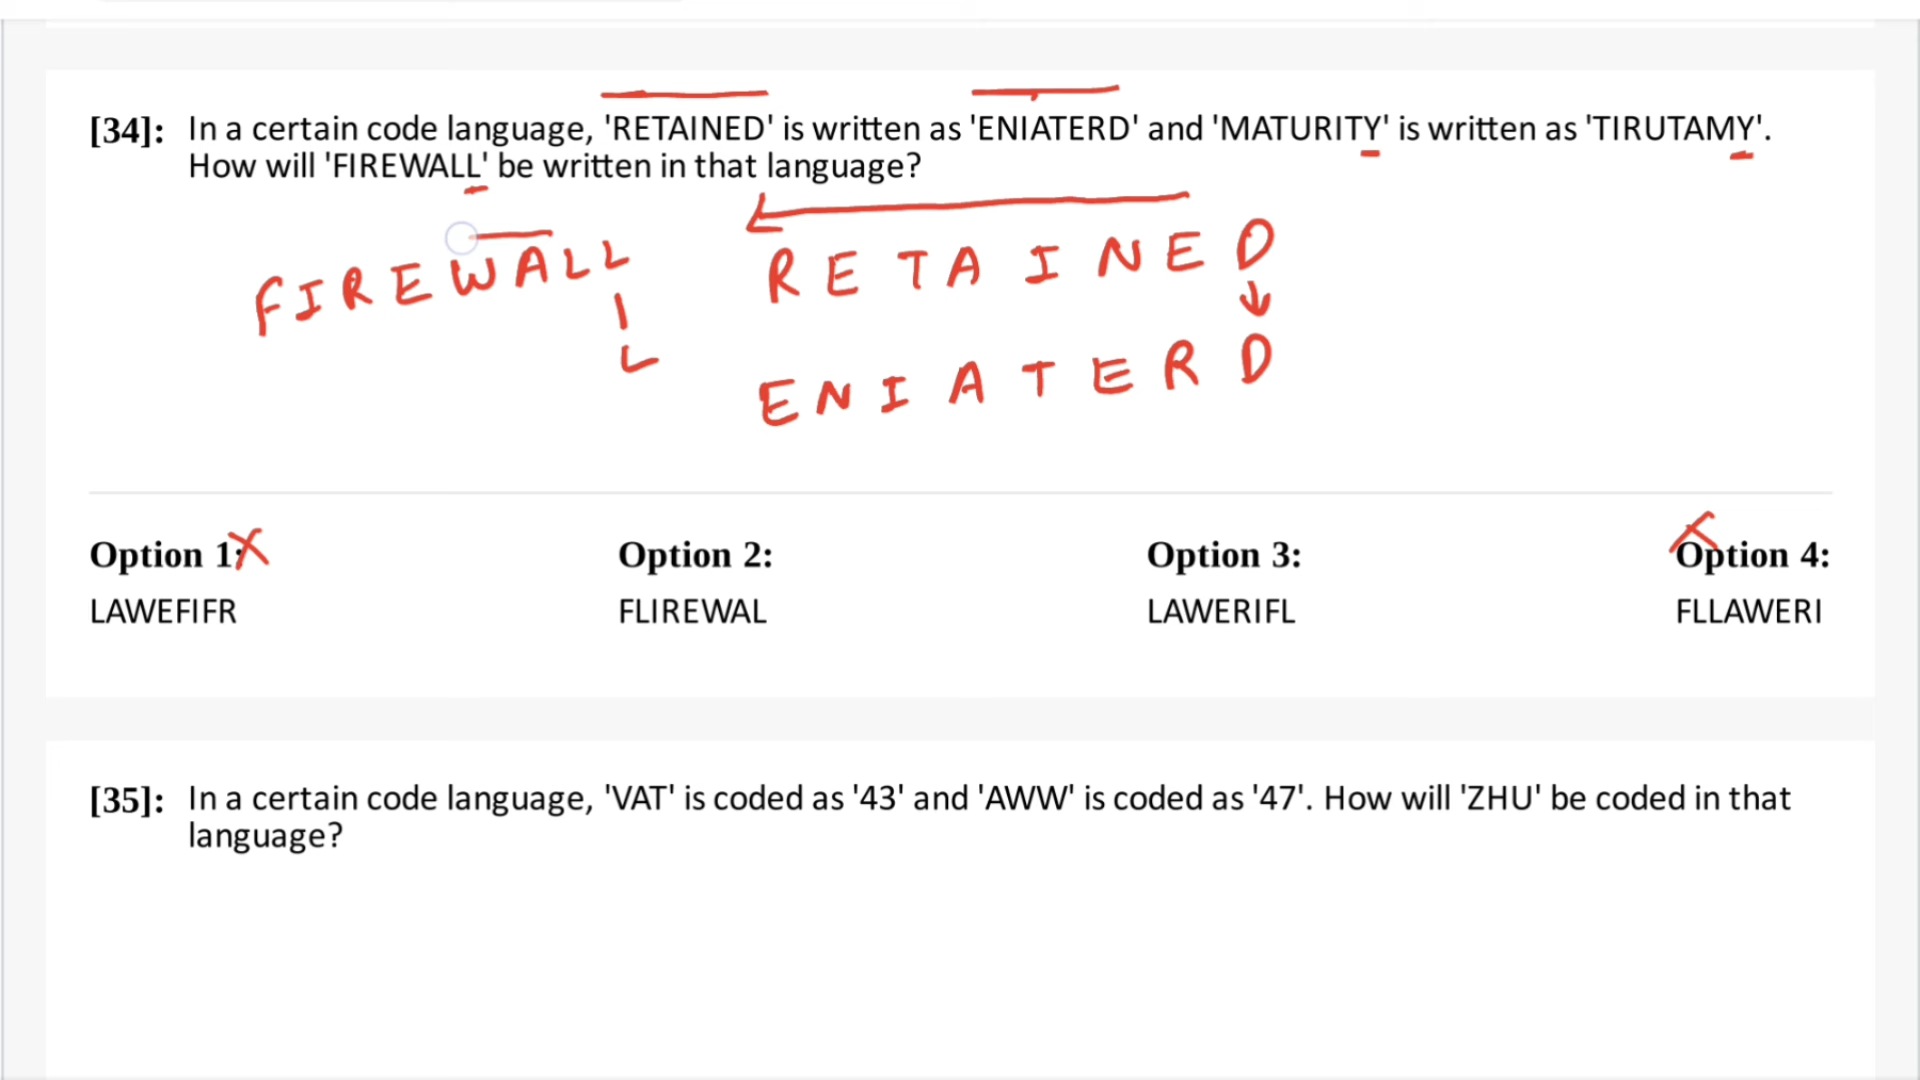 [34]: In a certain code language, 'RETAINED' is written as 'ENIATERD' and 'MATURITY' is written as 'TIRUTAMY'.
How will 'FIREWALL' be written in that language?
FIREWALL
L
RETAINED
ENIATERD
Option 1: X
LAWEFIFR
Option 2:
FLIREWAL
Option 3:
LAWERIFL
Option 4:
FLLAWERI
[35]: In a certain code language, 'VAT' is coded as '43' and 'AWW' is coded as '47'. How will 'ZHU' be coded in that
language?